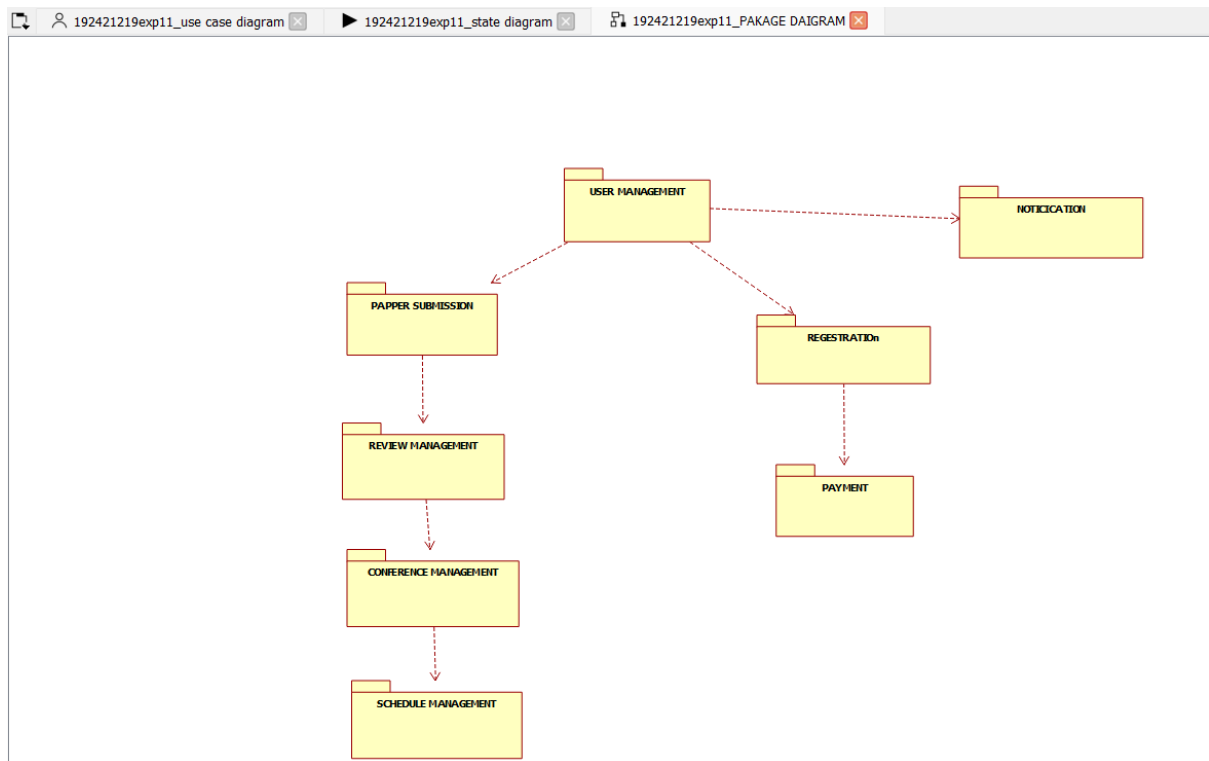 192421219exp11_use case diagram
192421219exp11_state diagram
192421219exp11_PAKAGE DAIGRAM
USER MANAGEMENT
NOTICICATION
PAPPER SUBMISSION
REGESTRATIOn
REVIEW MANAGEMENT
PAYMENT
CONFERENCE MANAGEMENT
SCHEDULE MANAGEMENT